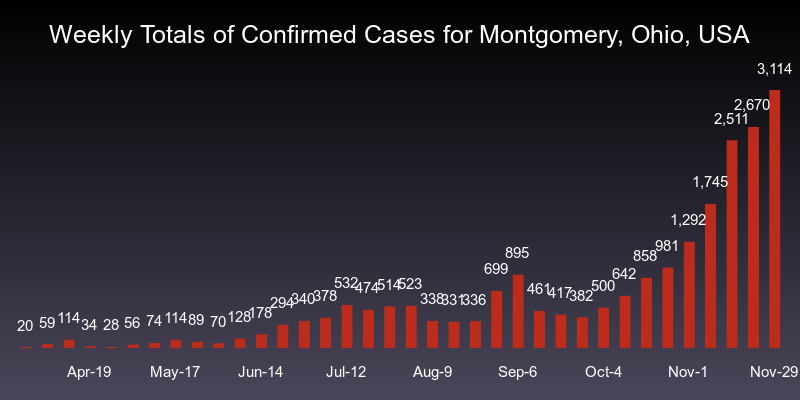 Weekly Totals of Confirmed Cases for Montgomery, Ohio, USA
20 59 114 34 28 56 74 114 89 70 128 178 294 340 378 532 474 514 523 338 331 336 699 895 461 417 382 500 642 858 981 1,292 1,745 2,511 2,670 3,114
Apr-19 May-17 Jun-14 Jul-12 Aug-9 Sep-6 Oct-4 Nov-1 Nov-29